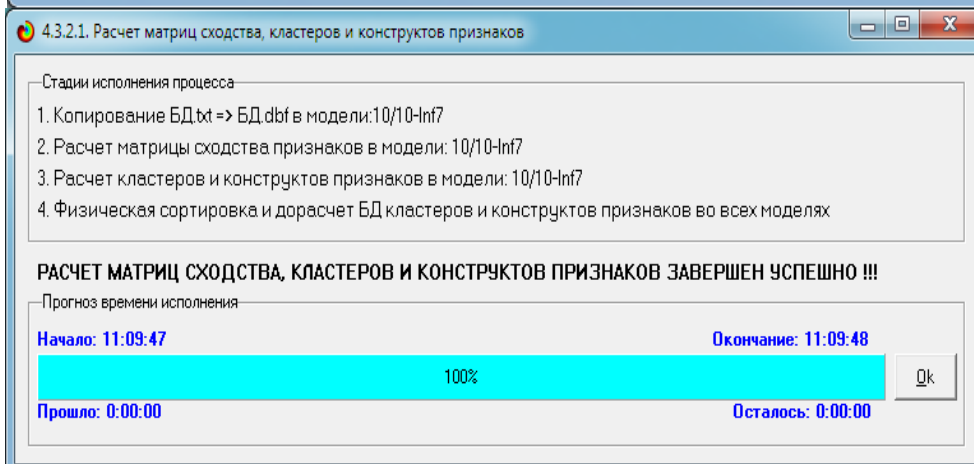 4.3.2.1. Расчет матриц сходства, кластеров и конструктов признаков
Стадии исполнения процесса
1. Копирование БД.txt => БД.dbf в модели:10/10-Inf7
2. Расчет матрицы сходства признаков в модели: 10/10-Inf7
3. Расчет кластеров и конструктов признаков в модели: 10/10-Inf7
4. Физическая сортировка и дорасчет БД кластеров и конструктов признаков во всех моделях
РАСЧЕТ МАТРИЦ СХОДСТВА, КЛАСТЕРОВ И КОНСТРУКТОВ ПРИЗНАКОВ ЗАВЕРШЕН УСПЕШНО !!!
Прогноз времени исполнения
Начало: 11:09:47 Окончание: 11:09:48
100% Ok
Прошло: 0:00:00 Осталось: 0:00:00